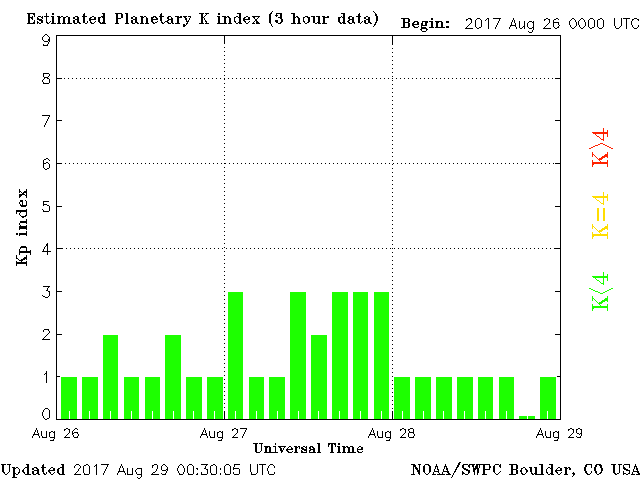 Estimated Planetary K index (3 hour data)
Begin: 2017 Aug 26 0000 UTC
9
8
7
6
5
4
3
2
1
0
Kp index
K>4
K=4
K<4
Aug 26
Aug 27
Aug 28
Aug 29
Universal Time
Updated 2017 Aug 29 00:30:05 UTC
NOAA/SWPC Boulder, CO USA